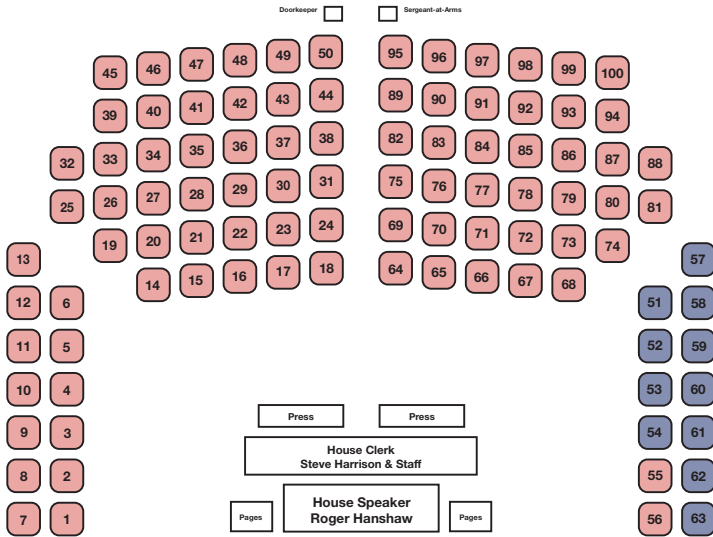 Doorkeeper Sergeant-at-Arms
45 46 47 48 49 50 95 96 97 98 99 100
39 40 41 42 43 44 89 90 91 92 93 94
32 33 34 35 36 37 38 82 83 84 85 86 87 88
25 26 27 28 29 30 31 75 76 77 78 79 80 81
19 20 21 22 23 24 69 70 71 72 73 74
13 14 15 16 17 18 64 65 66 67 68 57
12 6 51 58
11 5 52 59
10 4 53 60
Press Press
9 3 54 61
House Clerk
Steve Harrison & Staff
8 2 55 62
House Speaker
Roger Hanshaw
Pages Pages
7 1 56 63